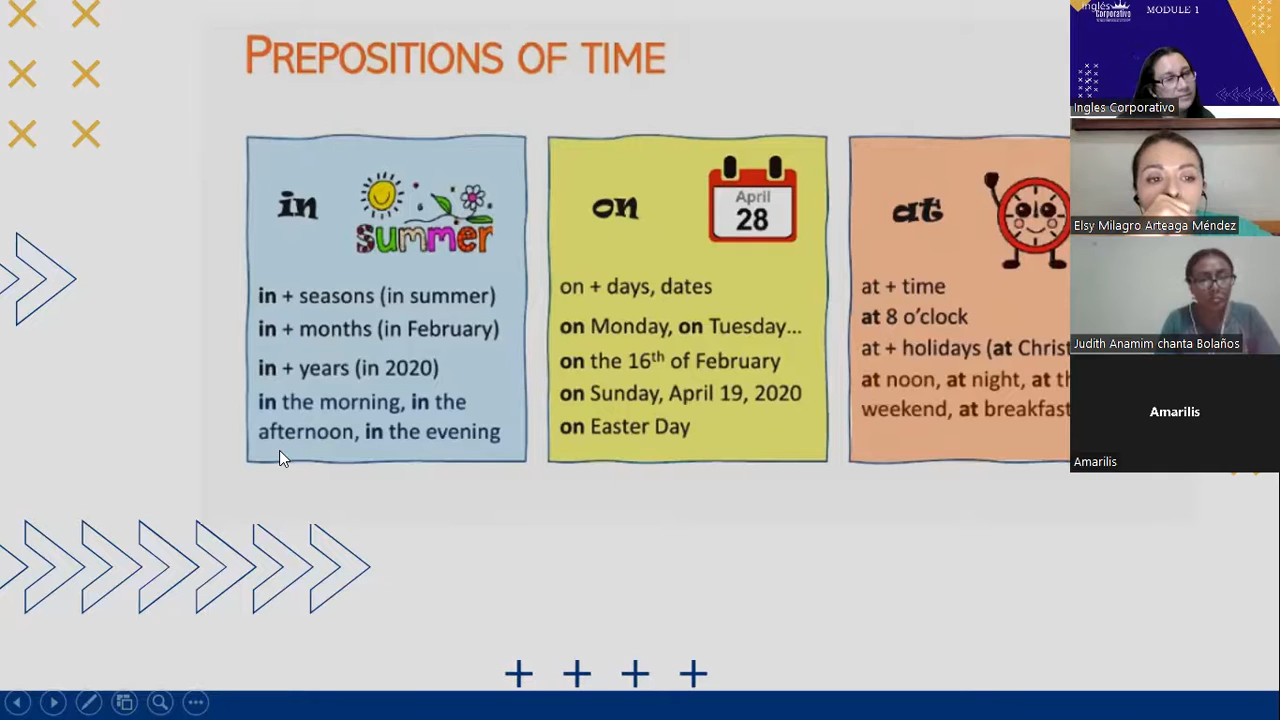 PREPOSITIONS OF TIME
in
summer
in + seasons (in summer)
in + months (in February)
in + years (in 2020)
in the morning, in the
afternoon, in the evening
on
April
28
on + days, dates
on Monday, on Tuesday...
on the 16th of February
on Sunday, April 19, 2020
on Easter Day
at
at + time
at 8 o'clock
at + holidays (at Christ
at noon, at night, at th
weekend, at breakfast
Inglés
Corporativo
MODULE 1
Ingles Corporativo
Elsy Milagro Arteaga Méndez
Judith Anamim chanta Bolaños
Amarilis
Amarilis